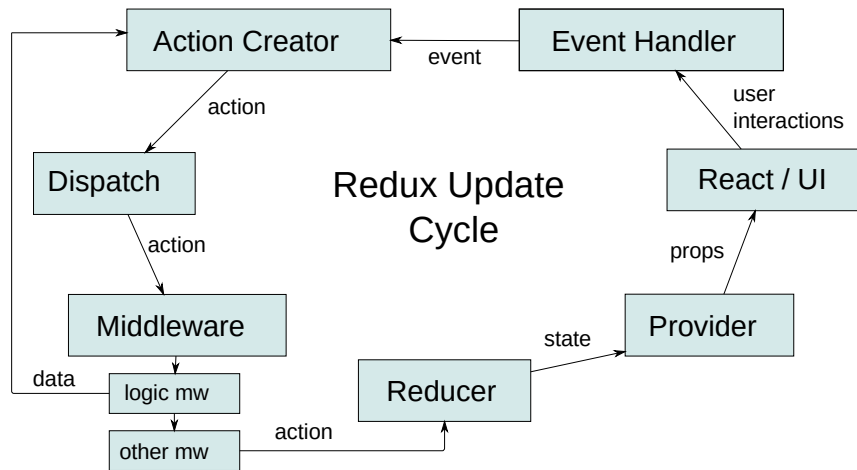 Action Creator
event
Event Handler
action
user
interactions
Dispatch
Redux Update
Cycle
React / UI
action
props
Middleware
Provider
state
data
logic mw
Reducer
other mw
action